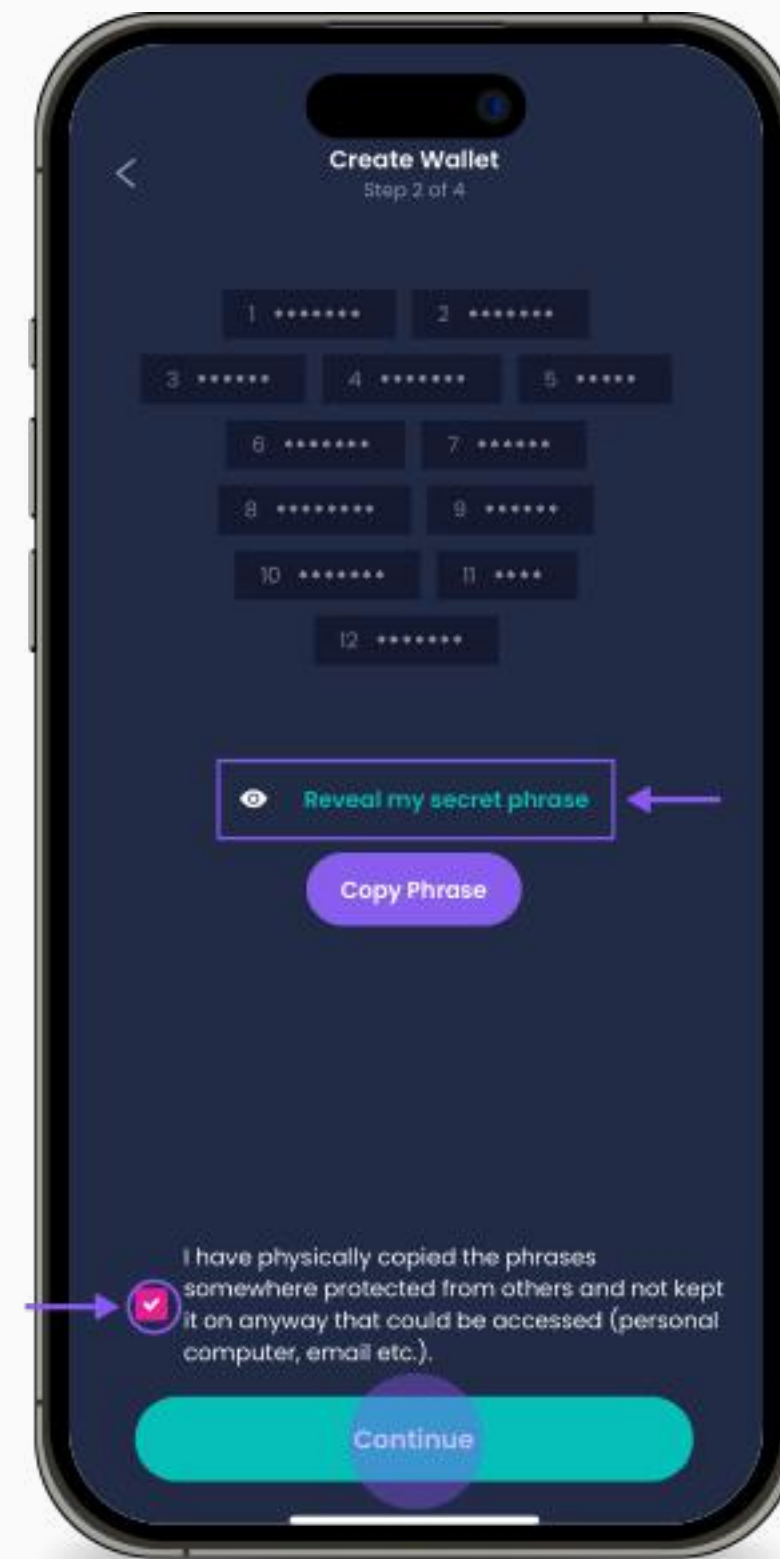 Create Wallet
Step 2 of 4
1 ******* 2 *******
3 ****** 4 ******* 5 *****
6 ******* 7 ******
8 ******** 9 ******
10 ******* 11 ****
12 *******
Reveal my secret phrase
Copy Phrase
I have physically copied the phrases
somewhere protected from others and not kept
it on anyway that could be accessed (personal
computer, email etc.).
Continue